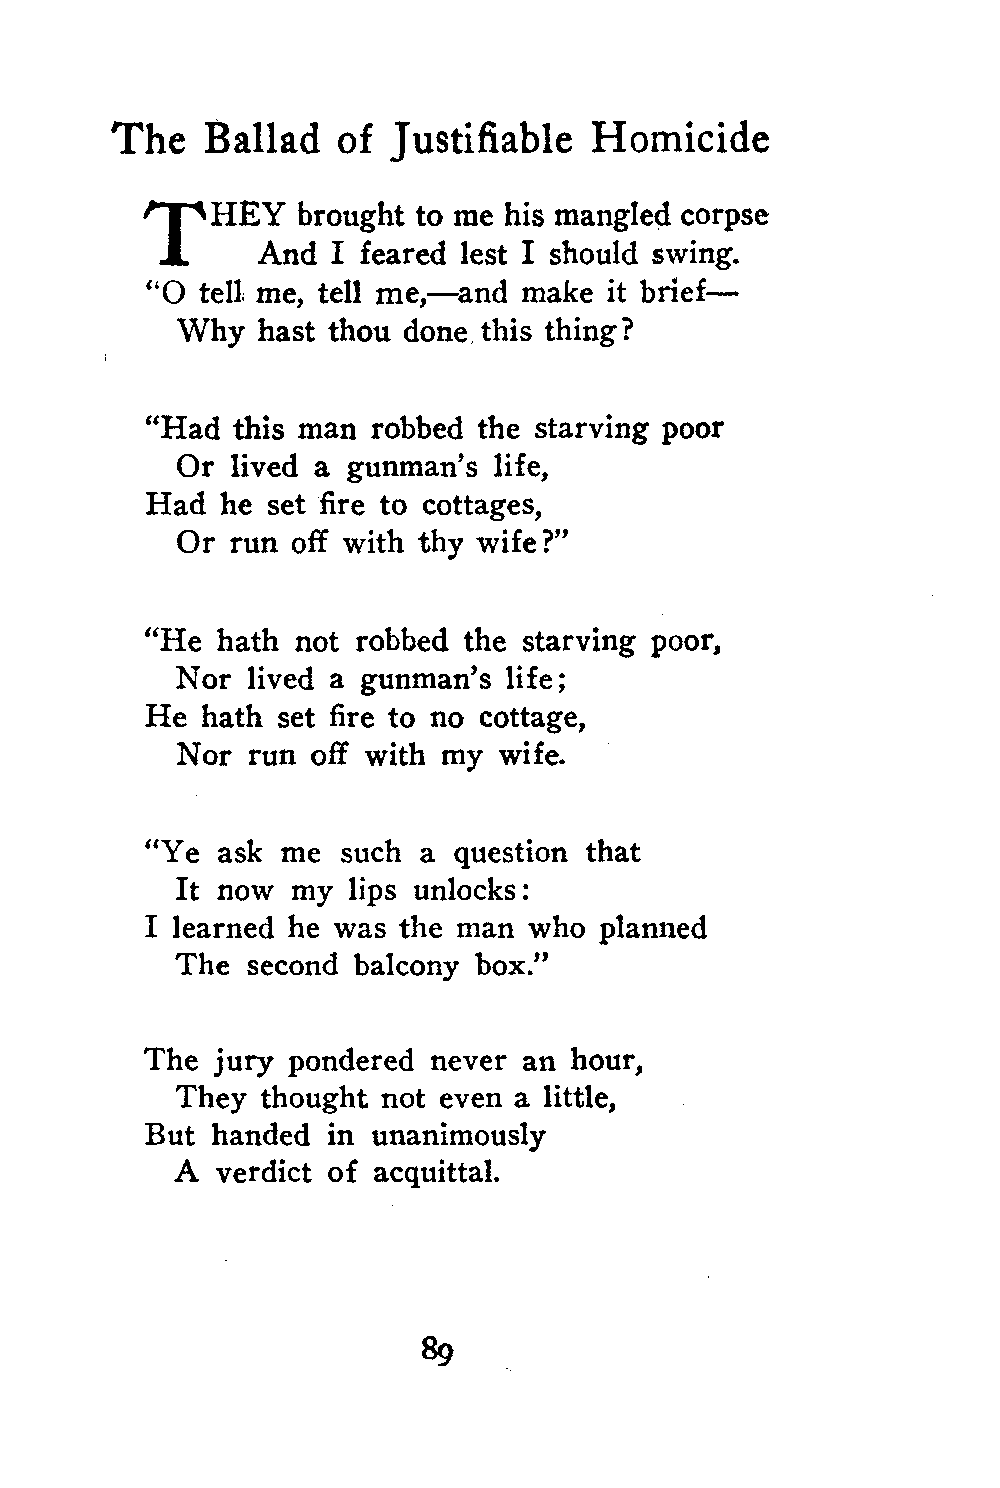 The Ballad of Justifiable Homicide
THEY brought to me his mangled corpse
And I feared lest I should swing.
“O tell me, tell me,—and make it brief—
Why hast thou done this thing?
“Had this man robbed the starving poor
Or lived a gunman’s life,
Had he set fire to cottages,
Or run off with thy wife?”
“He hath not robbed the starving poor,
Nor lived a gunman’s life;
He hath set fire to no cottage,
Nor run off with my wife.
“Ye ask me such a question that
It now my lips unlocks:
I learned he was the man who planned
The second balcony box.”
The jury pondered never an hour,
They thought not even a little,
But handed in unanimously
A verdict of acquittal.
89